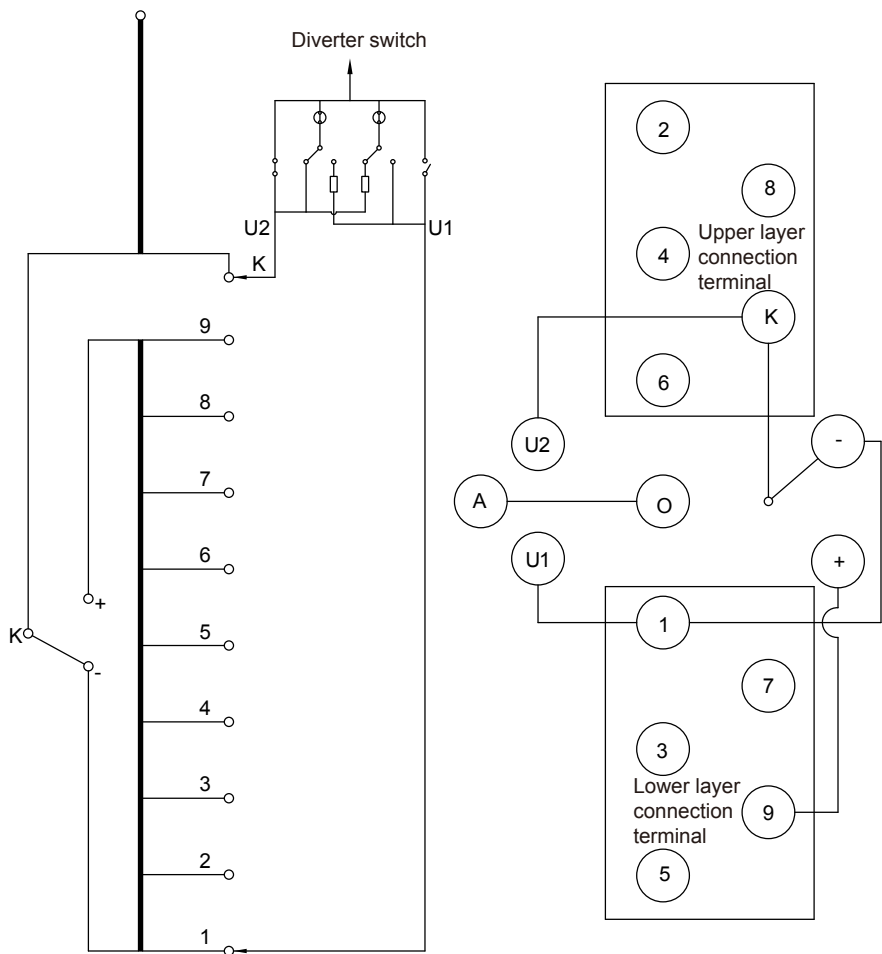 Diverter switch
U2
U1
K
9
8
7
6
5
4
3
2
1
+
K
-
2
8
4
Upper layer
connection
terminal
K
6
U2
-
A
O
U1
+
1
7
3
Lower layer
connection
terminal
9
5